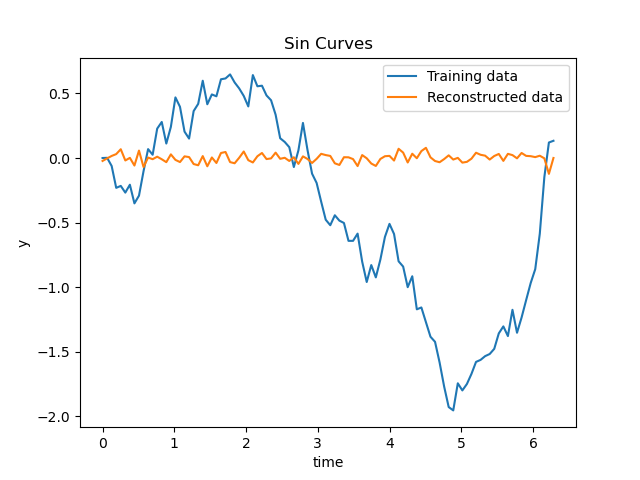 Sin Curves
Training data
Reconstructed data
0.5
0.0
−0.5
−1.0
−1.5
−2.0
y
0 1 2 3 4 5 6
time